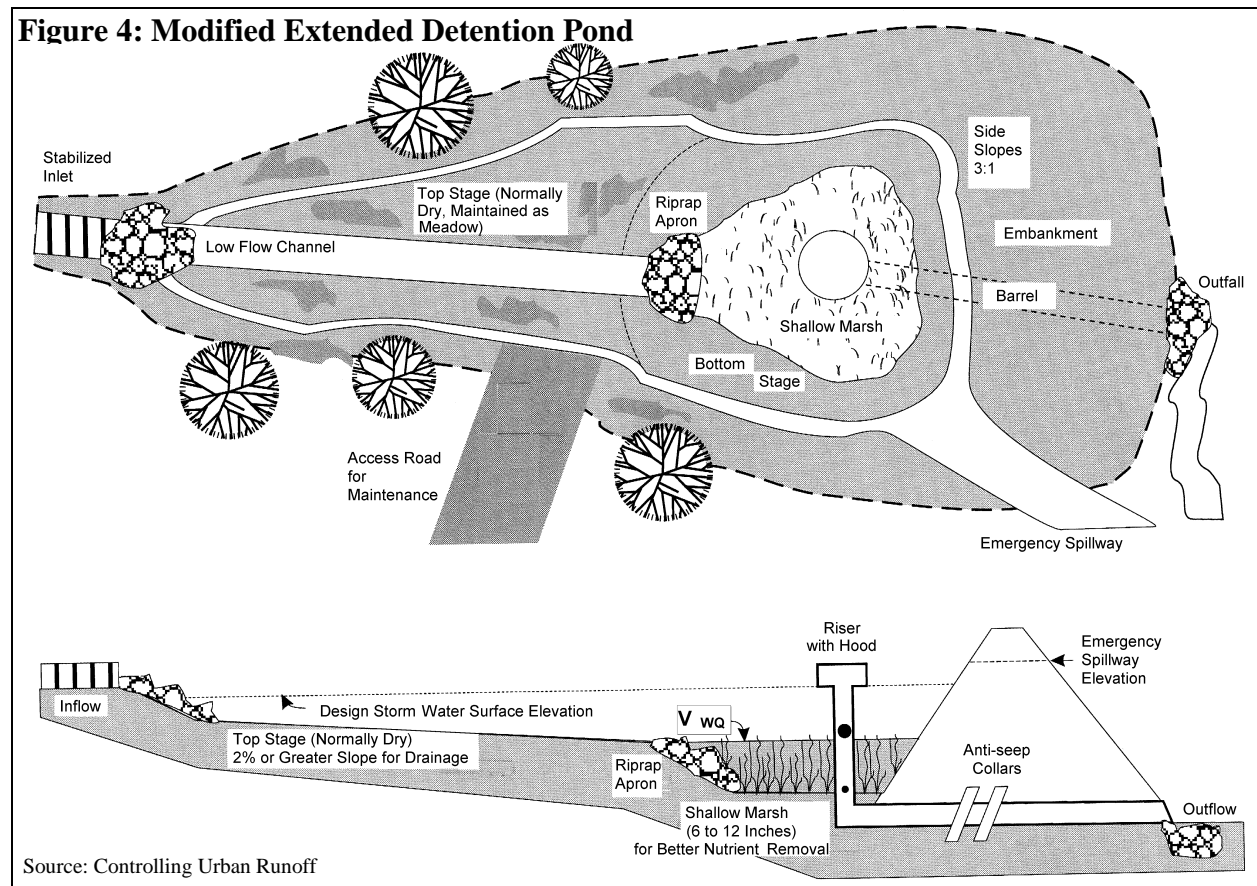 Figure 4: Modified Extended Detention Pond
Stabilized
Inlet
Top Stage (Normally
Dry, Maintained as
Meadow)
Low Flow Channel
Riprap
Apron
Side
Slopes
3:1
Embankment
Outfall
Barrel
Shallow Marsh
Bottom
Stage
Access Road
for
Maintenance
Emergency Spillway
Riser
with Hood
Emergency
Spillway
Elevation
Inflow
Design Storm Water Surface Elevation
V WQ
Top Stage (Normally Dry)
2% or Greater Slope for Drainage
Riprap
Apron
Anti-seep
Collars
Shallow Marsh
(6 to 12 Inches)
for Better Nutrient Removal
Outflow
Source: Controlling Urban Runoff